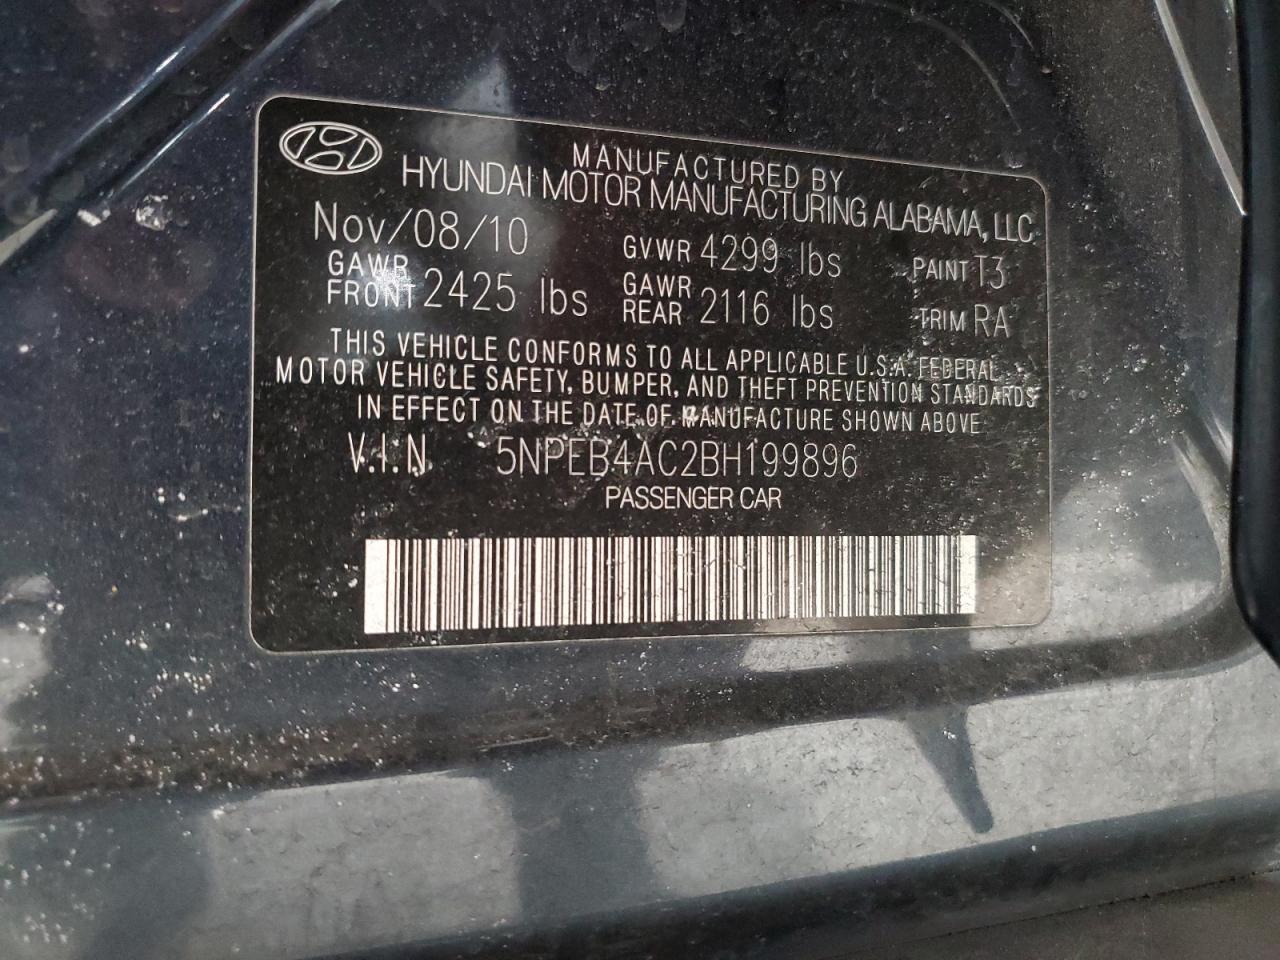 MANUFACTURED BY
HYUNDAI MOTOR MANUFACTURING ALABAMA, LLC
Nov/08/10 GVWR 4299 lbs PAINT T3
GAWR FRONT 2425 lbs GAWR REAR 2116 lbs TRIM RA
THIS VEHICLE CONFORMS TO ALL APPLICABLE U.S.A. FEDERAL
MOTOR VEHICLE SAFETY, BUMPER, AND THEFT PREVENTION STANDARDS
IN EFFECT ON THE DATE OF MANUFACTURE SHOWN ABOVE
V.I.N 5NPEB4AC2BH199896
PASSENGER CAR